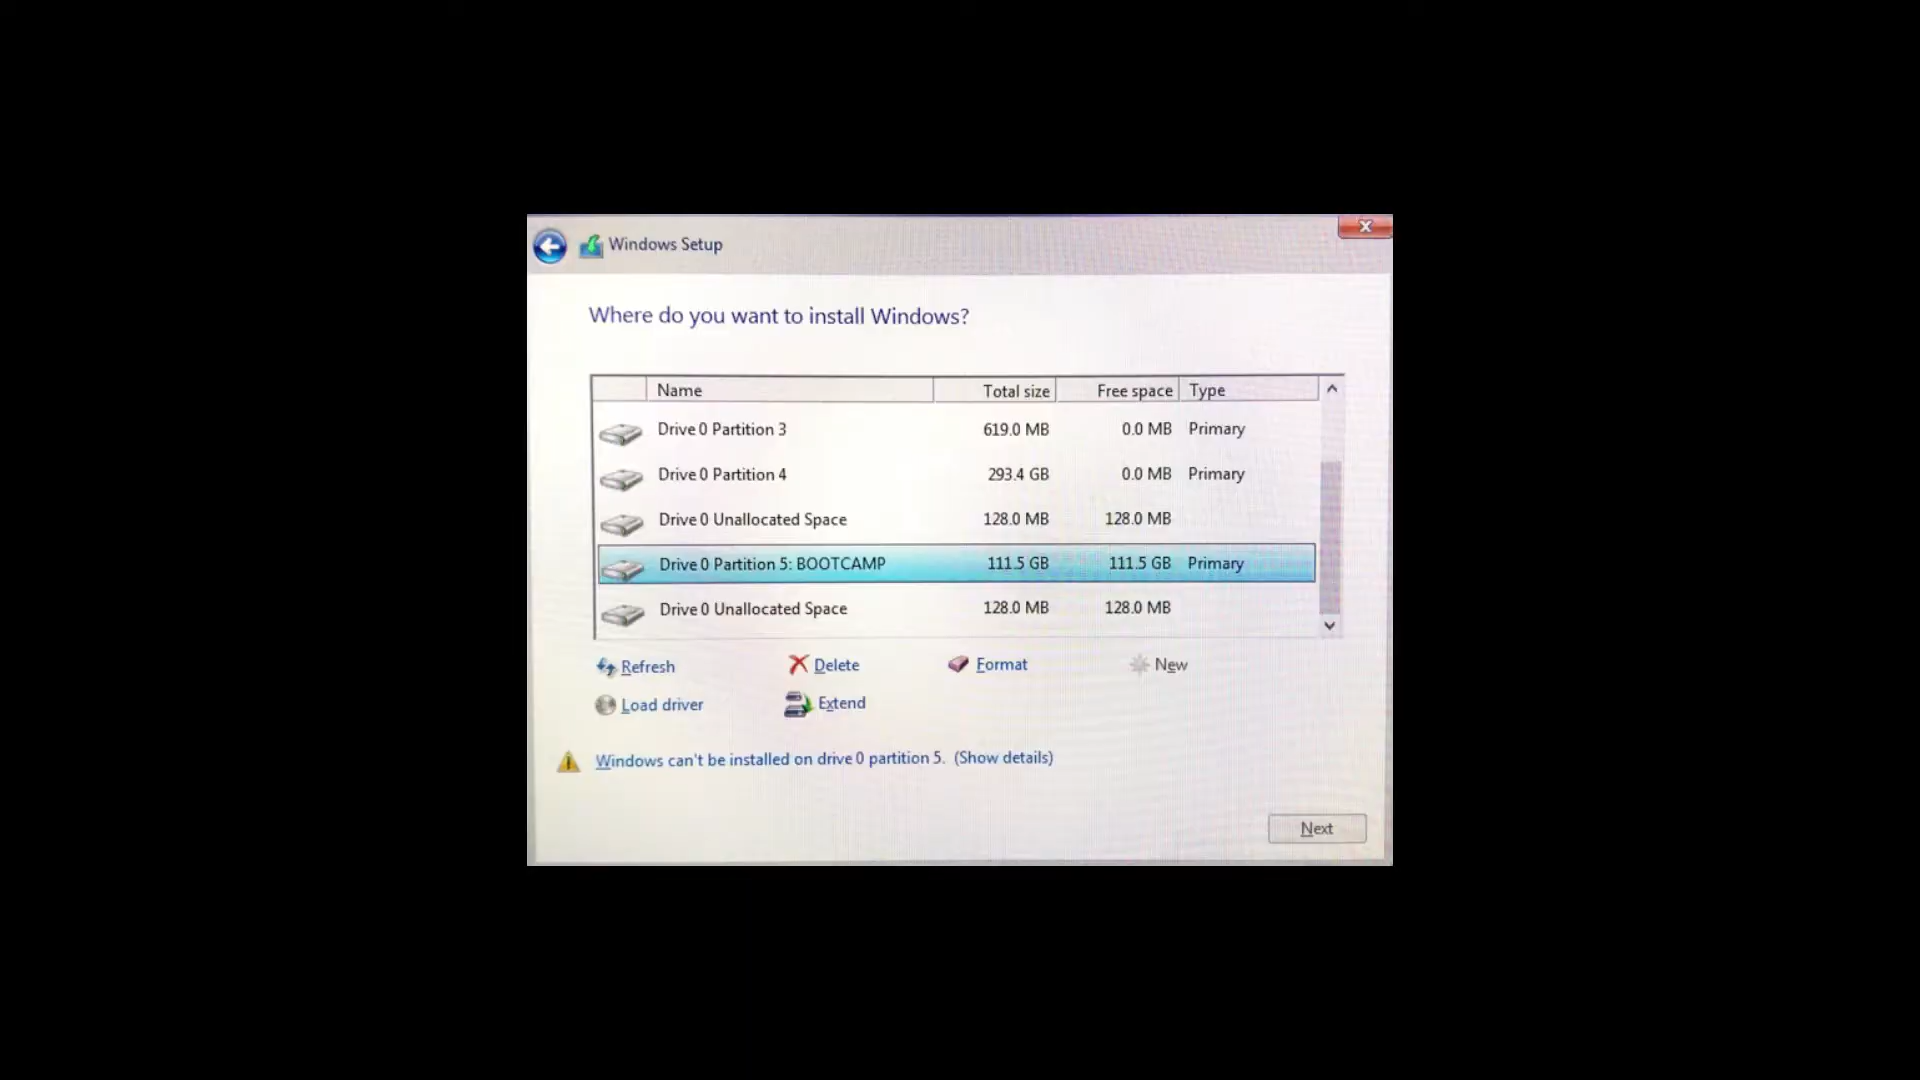 Windows Setup
Where do you want to install Windows?
Name Total size Free space Type
Drive 0 Partition 3 619.0 MB 0.0 MB Primary
Drive 0 Partition 4 293.4 GB 0.0 MB Primary
Drive 0 Unallocated Space 128.0 MB 128.0 MB
Drive 0 Partition 5: BOOTCAMP 111.5 GB 111.5 GB Primary
Drive 0 Unallocated Space 128.0 MB 128.0 MB
Refresh Delete Format New
Load driver Extend
Windows can't be installed on drive 0 partition 5. (Show details)
Next